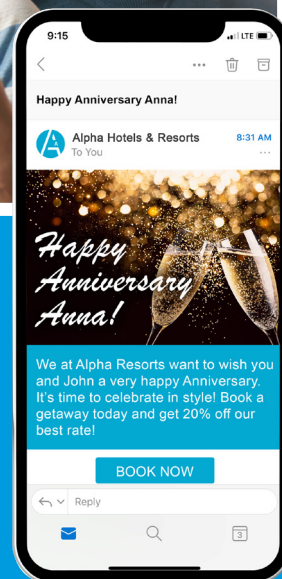 9:15
LTE
Happy Anniversary Anna!
Alpha Hotels & Resorts
8:31 AM
To You
Happy
Anniversary
Anna!
We at Alpha Resorts want to wish you
and John a very happy Anniversary.
It's time to celebrate in style! Book a
getaway today and get 20% off our
best rate!
BOOK NOW
Reply
3